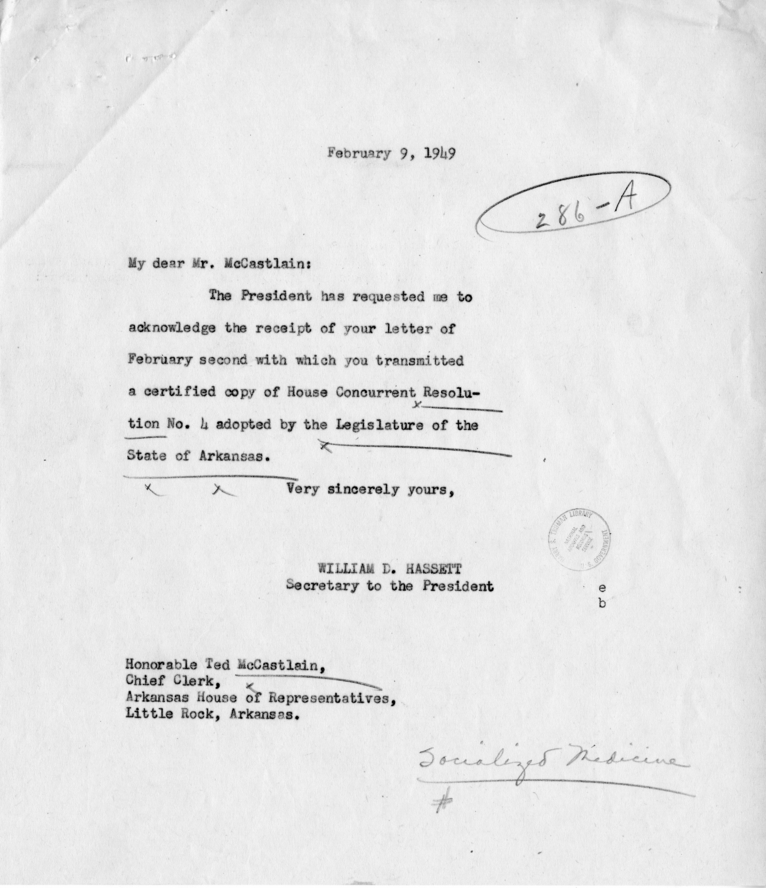 February 9, 1949
286-A
My dear Mr. McCastlain:
The President has requested me to
acknowledge the receipt of your letter of
February second with which you transmitted
a certified copy of House Concurrent Resolu-
tion No. 4 adopted by the Legislature of the
State of Arkansas.
Very sincerely yours,
WILLIAM D. HASSETT
Secretary to the President
e
b
Honorable Ted McCastlain,
Chief Clerk,
Arkansas House of Representatives,
Little Rock, Arkansas.
Socialized Medicine
#